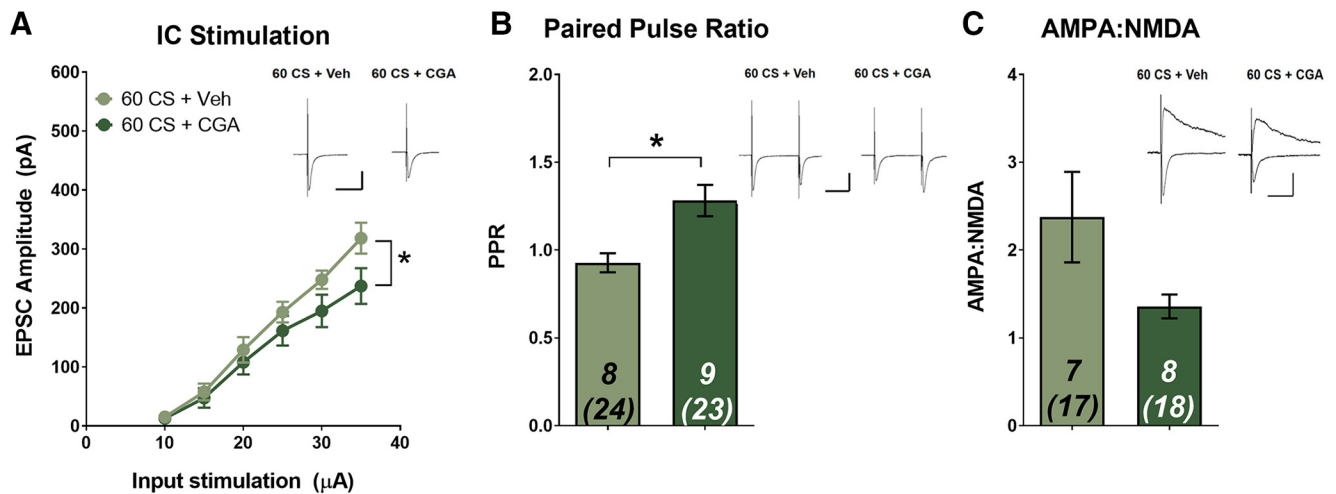 A
IC Stimulation
60 CS + Veh
60 CS + CGA
60 CS + Veh
60 CS + CGA
*
EPSC Amplitude (pA)
600
500
400
300
200
100
0
0
10
20
30
40
Input stimulation (µA)
B
Paired Pulse Ratio
60 CS + Veh
60 CS + CGA
*
PPR
2.0
1.5
1.0
0.5
0.0
8
(24)
9
(23)
C
AMPA:NMDA
60 CS + Veh
60 CS + CGA
AMPA:NMDA
4
3
2
1
0
7
(17)
8
(18)